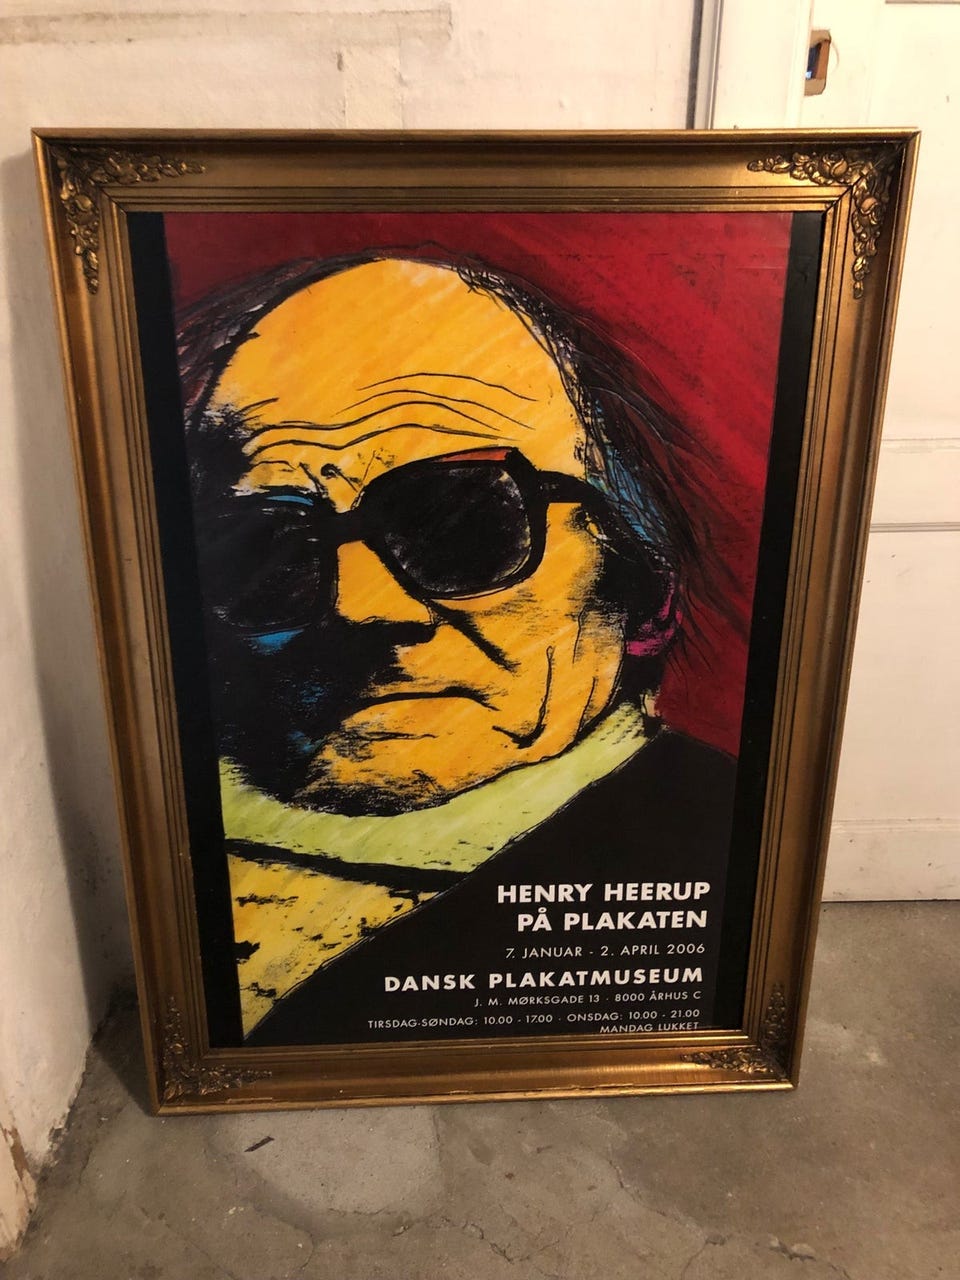 HENRY HEERUP
PÅ PLAKATEN
7. JANUAR - 2. APRIL 2006
DANSK PLAKATMUSEUM
J. M. MØRKSGADE 13 · 8000 ÅRHUS C
TIRSDAG-SØNDAG: 10.00 - 17.00 · ONSDAG: 10.00 - 21.00
MANDAG LUKKET